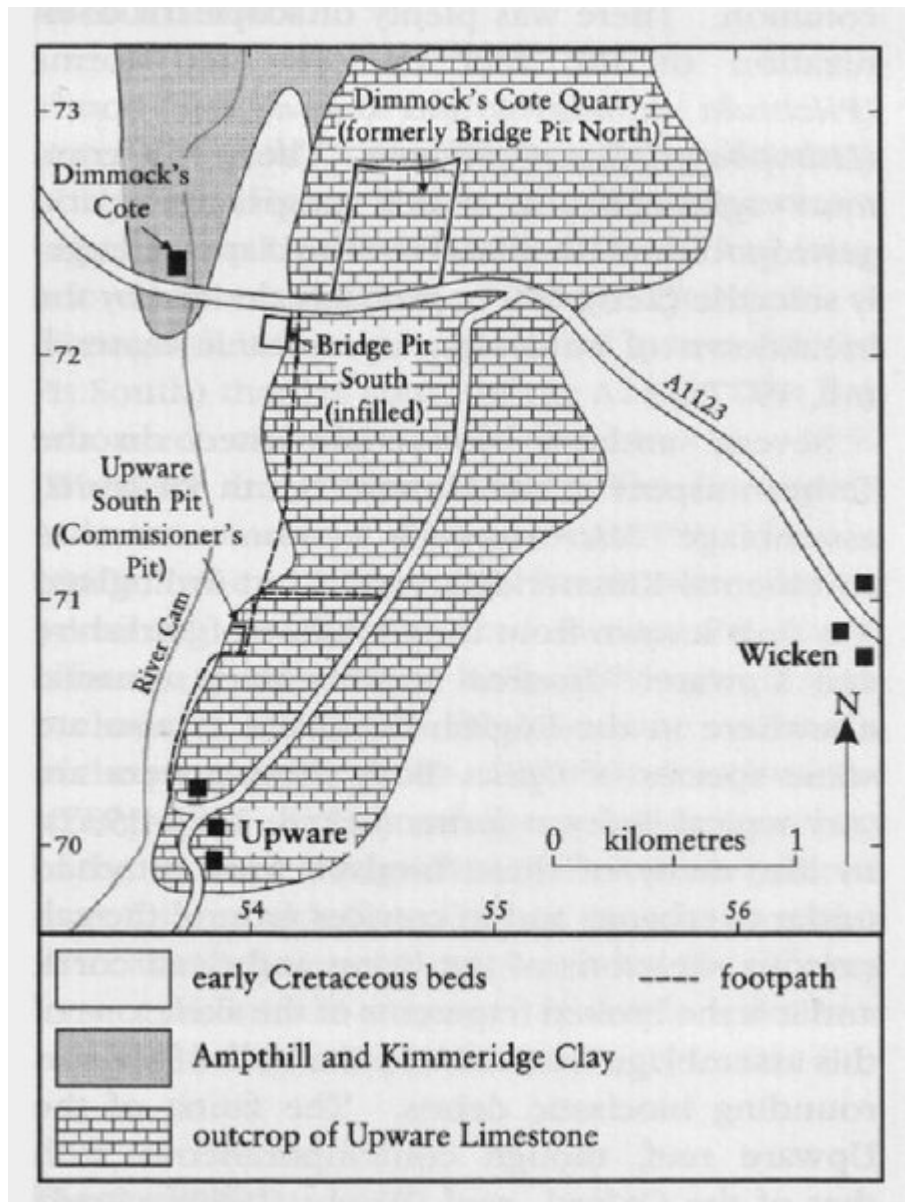 73
Dimmock's Cote Quarry
(formerly Bridge Pit North)
Dimmock's
Cote
72
Bridge Pit
South
(infilled)
A1123
Upware
South Pit
(Commisioner's
Pit)
71
River Cam
Wicken
N
70
Upware
0 kilometres 1
54 55 56
early Cretaceous beds
footpath
Ampthill and Kimmeridge Clay
outcrop of Upware Limestone